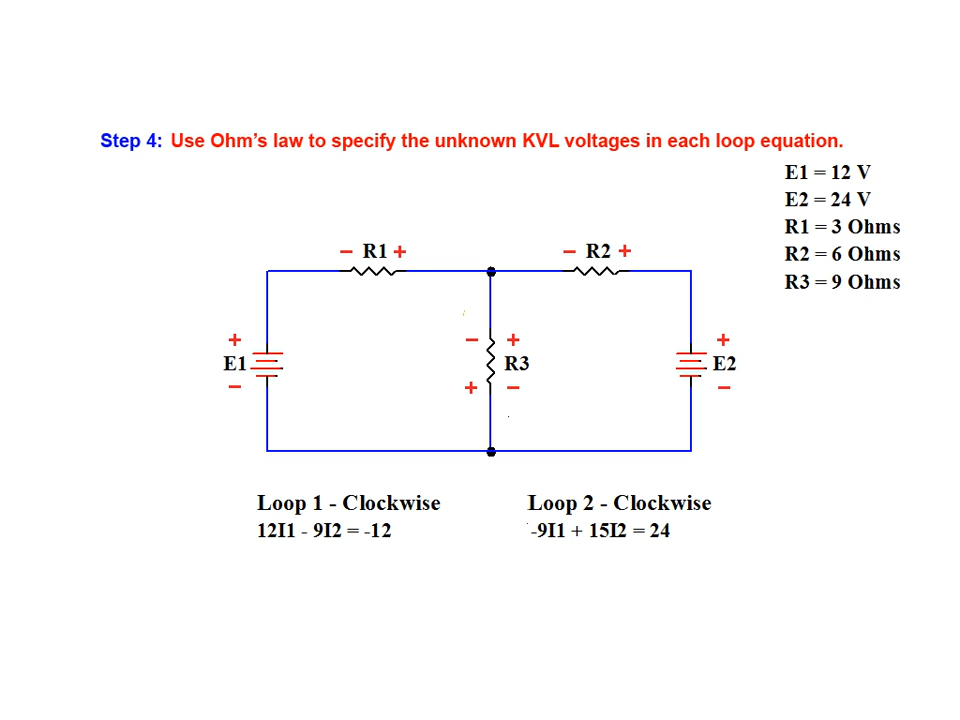 Step 4: Use Ohm's law to specify the unknown KVL voltages in each loop equation.
E1 = 12 V
E2 = 24 V
R1 = 3 Ohms
R2 = 6 Ohms
R3 = 9 Ohms
− R1 +
− R2 +
+
E1
−
− +
R3
+ −
+
E2
−
Loop 1 - Clockwise
12I1 - 9I2 = -12
Loop 2 - Clockwise
-9I1 + 15I2 = 24